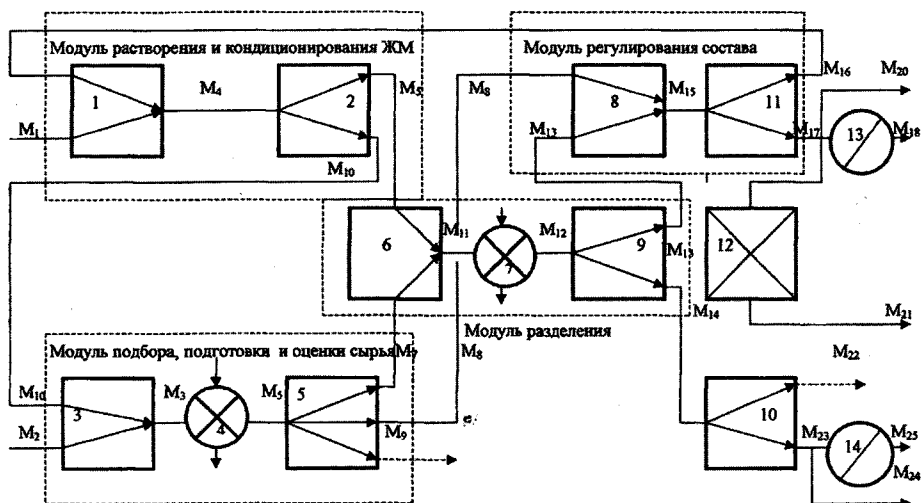 Модуль растворения и кондиционирования ЖМ
Модуль регулирования состава
M16
M20
M4
M5
M8
M15
1
2
8
11
M1
M13
M17
13
M18
M10
6
M11
M12
9
M13
12
7
M14
M21
Модуль разделения
Модуль подбора, подготовки и оценки сырья M7
M8
M22
M10
M3
M5
5
3
10
4
M9
M23
14
M25
M2
M24